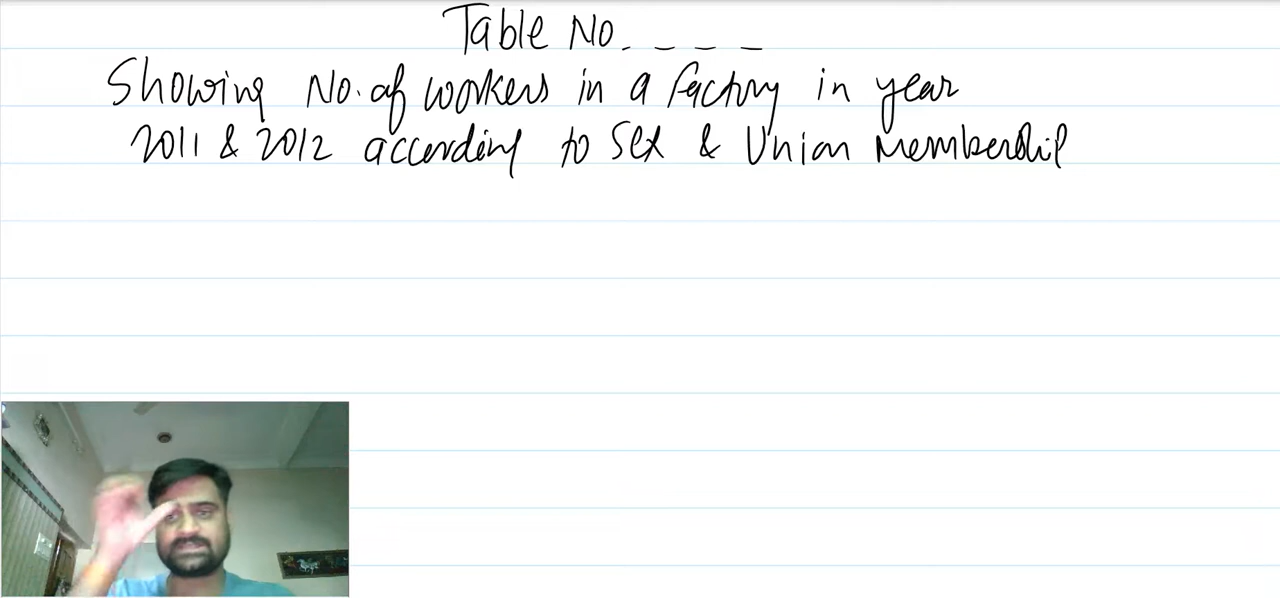 Table No. _ _ _ _
Showing No. of workers in a factory in year
2011 & 2012 according to Sex & Union Membership